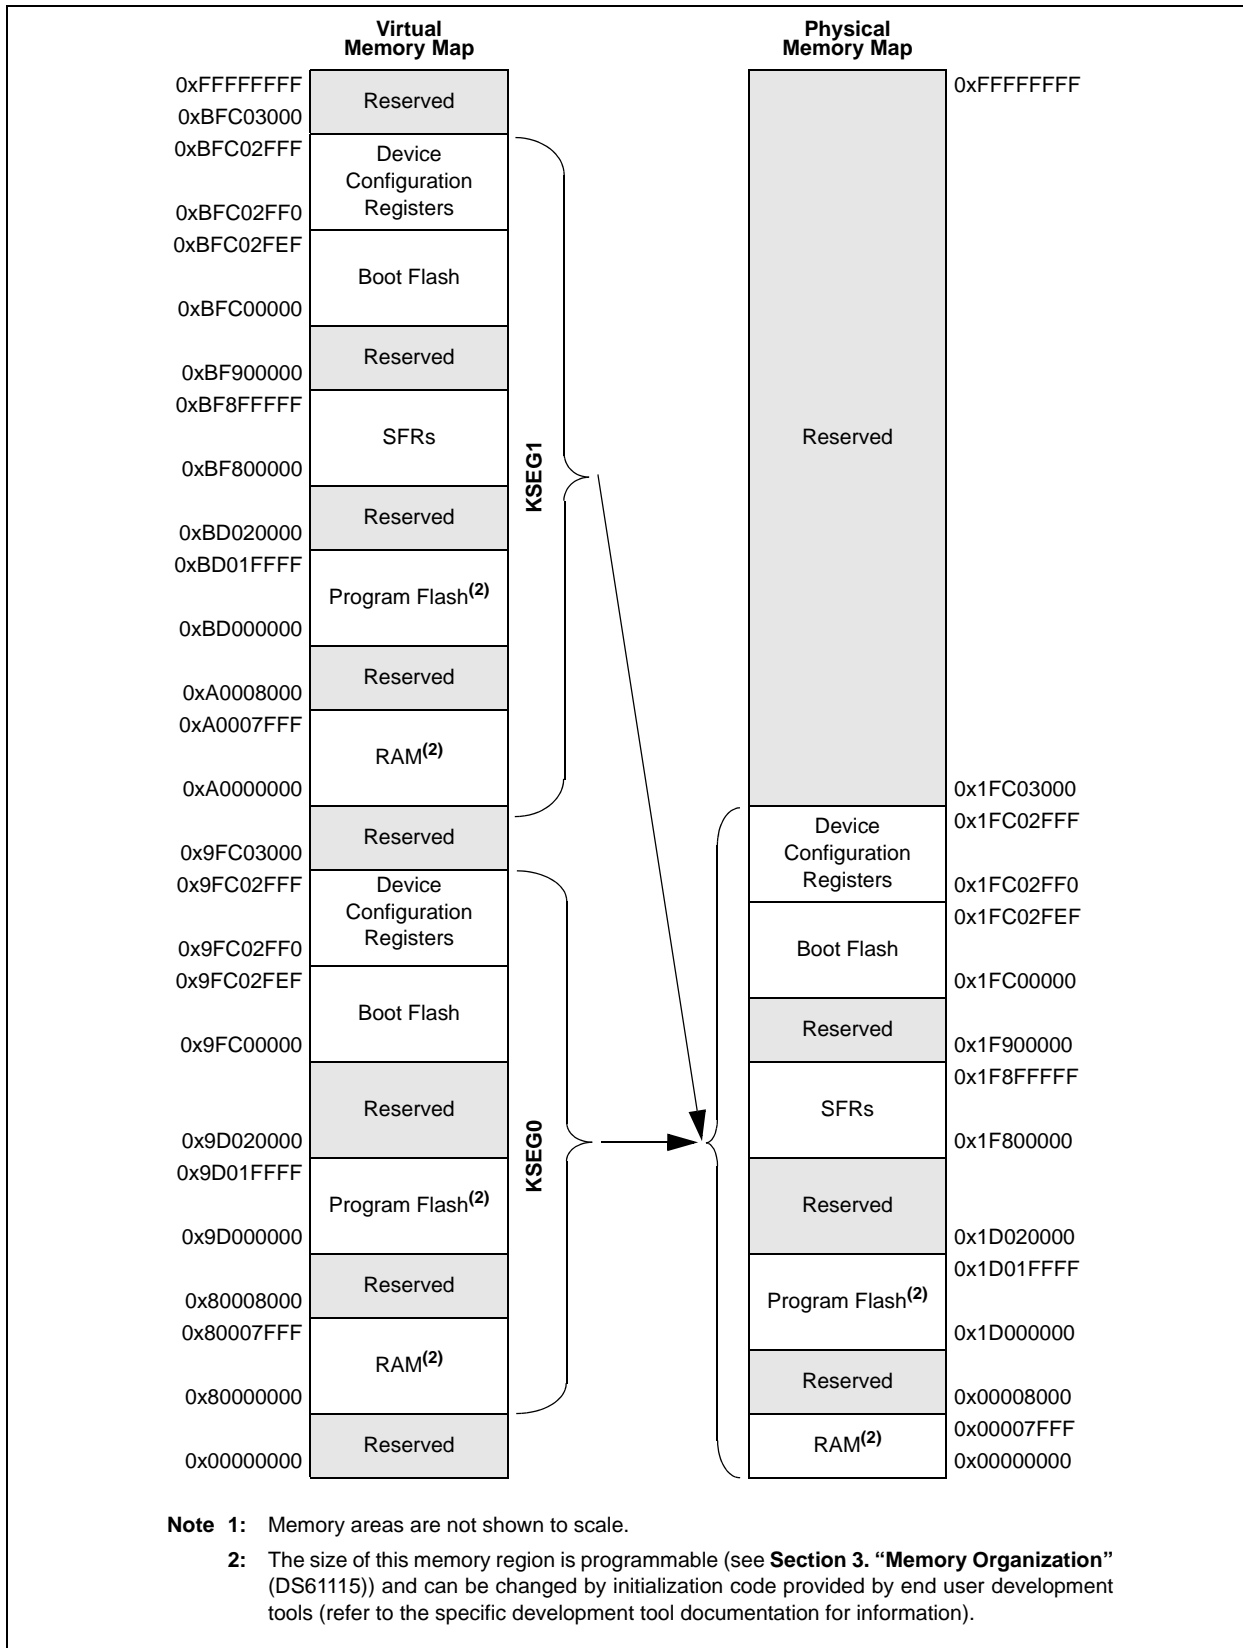 Virtual
Memory Map
0xFFFFFFFF
Reserved
0xBFC03000
0xBFC02FFF
Device
Configuration
Registers
0xBFC02FF0
0xBFC02FEF
Boot Flash
0xBFC00000
Reserved
0xBF900000
0xBF8FFFFF
SFRs
0xBF800000
Reserved
0xBD020000
0xBD01FFFF
Program Flash(2)
0xBD000000
Reserved
0xA0008000
0xA0007FFF
RAM(2)
0xA0000000
KSEG1
Reserved
0x9FC03000
0x9FC02FFF
Device
Configuration
Registers
0x9FC02FF0
0x9FC02FEF
Boot Flash
0x9FC00000
Reserved
0x9D020000
0x9D01FFFF
Program Flash(2)
0x9D000000
Reserved
0x80008000
0x80007FFF
RAM(2)
0x80000000
KSEG0
Reserved
0x00000000
Physical
Memory Map
0xFFFFFFFF
Reserved
0x1FC03000
0x1FC02FFF
Device
Configuration
Registers
0x1FC02FF0
0x1FC02FEF
Boot Flash
0x1FC00000
Reserved
0x1F900000
0x1F8FFFFF
SFRs
0x1F800000
Reserved
0x1D020000
0x1D01FFFF
Program Flash(2)
0x1D000000
Reserved
0x00008000
0x00007FFF
RAM(2)
0x00000000
Note 1: Memory areas are not shown to scale.
2: The size of this memory region is programmable (see Section 3. “Memory Organization”
(DS61115)) and can be changed by initialization code provided by end user development
tools (refer to the specific development tool documentation for information).